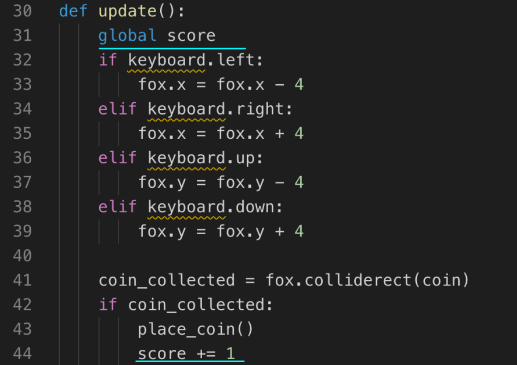 30 def update():
31     global score
32     if keyboard.left:
33         fox.x = fox.x - 4
34     elif keyboard.right:
35         fox.x = fox.x + 4
36     elif keyboard.up:
37         fox.y = fox.y - 4
38     elif keyboard.down:
39         fox.y = fox.y + 4
40
41     coin_collected = fox.colliderect(coin)
42     if coin_collected:
43         place_coin()
44         score += 1